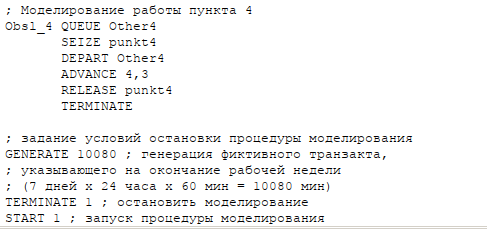 ; Моделирование работы пункта 4
Obsl_4 QUEUE Other4
SEIZE punkt4
DEPART Other4
ADVANCE 4,3
RELEASE punkt4
TERMINATE
; задание условий остановки процедуры моделирования
GENERATE 10080 ; генерация фиктивного транзакта,
; указывающего на окончание рабочей недели
; (7 дней x 24 часа x 60 мин = 10080 мин)
TERMINATE 1 ; остановить моделирование
START 1 ; запуск процедуры моделирования